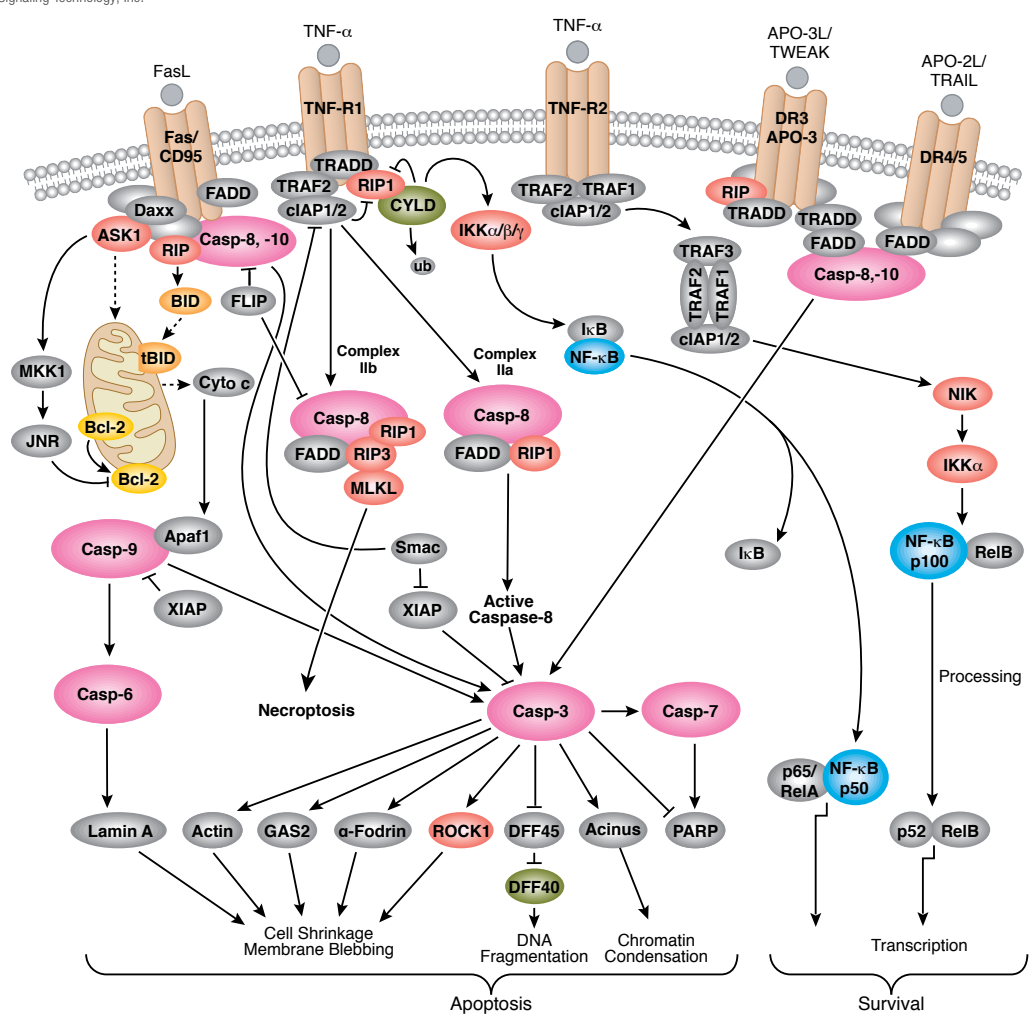 Signaling Technology, Inc.
TNF-α
TNF-α
APO-3L/
TWEAK
FasL
APO-2L/
TRAIL
TNF-R1
TNF-R2
DR3
APO-3
Fas/
CD95
DR4/5
TRADD
TRAF2
RIP1
cIAP1/2
CYLD
FADD
Daxx
ASK1
RIP
Casp-8, -10
TRAF2
TRAF1
cIAP1/2
RIP
TRADD
TRADD
FADD
FADD
Casp-8,-10
IKKα/β/γ
ub
TRAF3
TRAF2
TRAF1
cIAP1/2
BID
FLIP
tBID
IκB
NF-κB
MKK1
Cyto c
Complex
IIb
Complex
IIa
NIK
Bcl-2
JNR
Bcl-2
Casp-8
RIP1
FADD
RIP3
MLKL
Casp-8
FADD
RIP1
IKKα
Casp-9
Apaf1
Smac
IκB
NF-κB
p100
RelB
XIAP
XIAP
Active
Caspase-8
Casp-6
Necroptosis
Casp-3
Casp-7
Processing
p65/
RelA
NF-κB
p50
Lamin A
Actin
GAS2
α-Fodrin
ROCK1
DFF45
Acinus
PARP
p52
RelB
DFF40
Cell Shrinkage
Membrane Blebbing
DNA
Fragmentation
Chromatin
Condensation
Transcription
Apoptosis
Survival